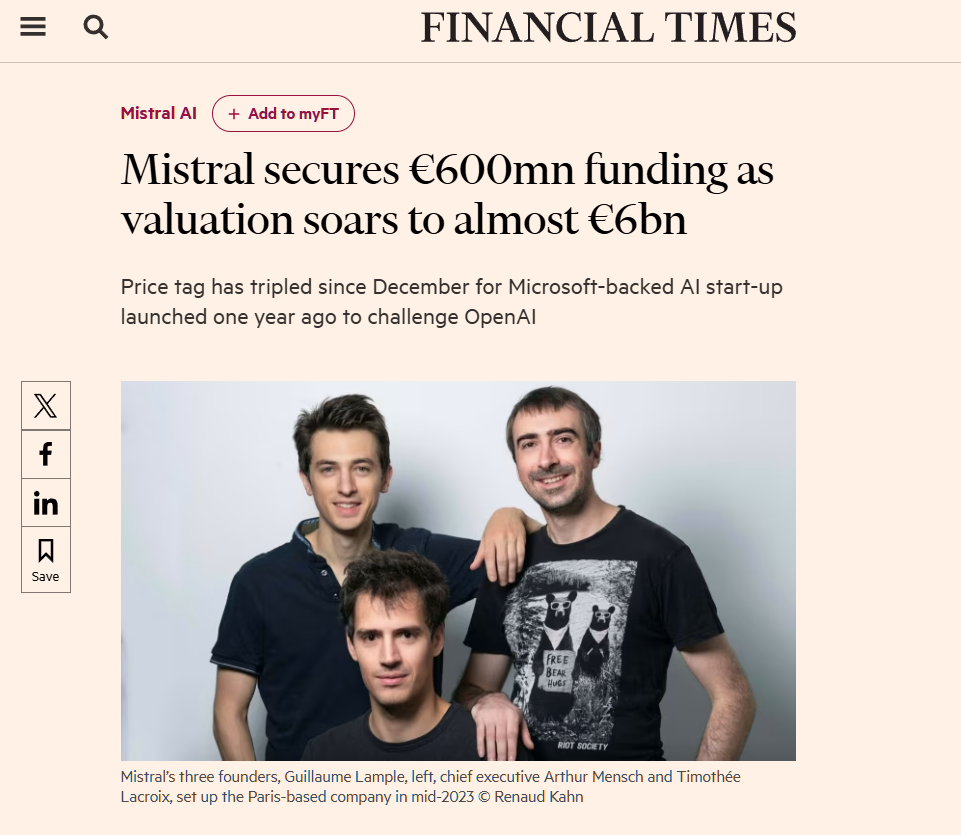 FINANCIAL TIMES
Mistral AI
+ Add to myFT
Mistral secures €600mn funding as
valuation soars to almost €6bn
Price tag has tripled since December for Microsoft-backed AI start-up
launched one year ago to challenge OpenAI
Save
FREE
BEAR
HUGS
RIOT SOCIETY
Mistral’s three founders, Guillaume Lample, left, chief executive Arthur Mensch and Timothée
Lacroix, set up the Paris-based company in mid-2023 © Renaud Kahn